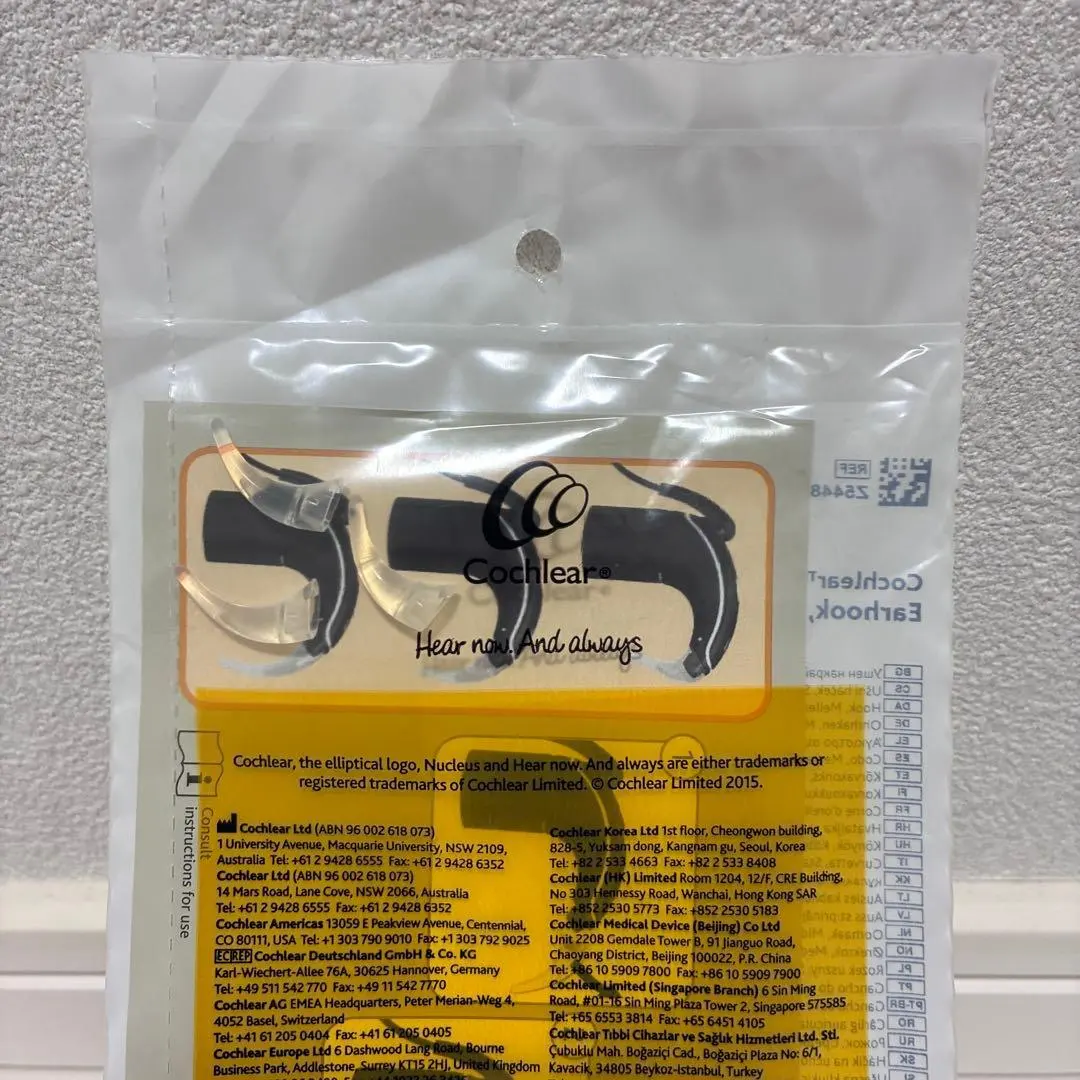 Cochlear®
Hear now. And always
REF
Z5448
Cochlear™
Earhook,
Cochlear, the elliptical logo, Nucleus and Hear now. And always are either trademarks or
registered trademarks of Cochlear Limited. © Cochlear Limited 2015.
Consult
instructions for use
Cochlear Ltd (ABN 96 002 618 073)
1 University Avenue, Macquarie University, NSW 2109,
Australia Tel: +61 2 9428 6555 Fax: +61 2 9428 6352
Cochlear Ltd (ABN 96 002 618 073)
14 Mars Road, Lane Cove, NSW 2066, Australia
Tel: +61 2 9428 6555 Fax: +61 2 9428 6352
Cochlear Americas 13059 E Peakview Avenue, Centennial,
CO 80111, USA Tel: +1 303 790 9010 Fax: +1 303 792 9025
EC REP Cochlear Deutschland GmbH & Co. KG
Karl-Wiechert-Allee 76A, 30625 Hannover, Germany
Tel: +49 511 542 770 Fax: +49 11 542 7770
Cochlear AG EMEA Headquarters, Peter Merian-Weg 4,
4052 Basel, Switzerland
Tel: +41 61 205 0404 Fax: +41 61 205 0405
Cochlear Europe Ltd 6 Dashwood Lang Road, Bourne
Business Park, Addlestone, Surrey KT15 2HJ, United Kingdom
Cochlear Korea Ltd 1st floor, Cheongwon building,
828-5, Yuksam dong, Kangnam gu, Seoul, Korea
Tel: +82 2 533 4663 Fax: +82 2 533 8408
Cochlear (HK) Limited Room 1204, 12/F, CRE Building,
No 303 Hennessy Road, Wanchai, Hong Kong SAR
Tel: +852 2530 5773 Fax: +852 2530 5183
Cochlear Medical Device (Beijing) Co Ltd
Unit 2208 Gemdale Tower B, 91 Jianguo Road,
Chaoyang District, Beijing 100022, P.R. China
Tel: +86 10 5909 7800 Fax: +86 10 5909 7900
Cochlear Limited (Singapore Branch) 6 Sin Ming
Road, #01-16 Sin Ming Plaza Tower 2, Singapore 575585
Tel: +65 6553 3814 Fax: +65 6451 4105
Cochlear Tıbbi Cihazlar ve Sağlık Hizmetleri Ltd. Sti.
Çubuklu Mah. Boğaziçi Cad., Boğaziçi Plaza No: 6/1,
Kavacik, 34805 Beykoz-Istanbul, Turkey
BG
CS
DA
DE
EL
ES
ET
FI
FR
HR
HU
IT
KK
LT
LV
NL
NO
PL
PT
PT-BR
RO
RU
SK